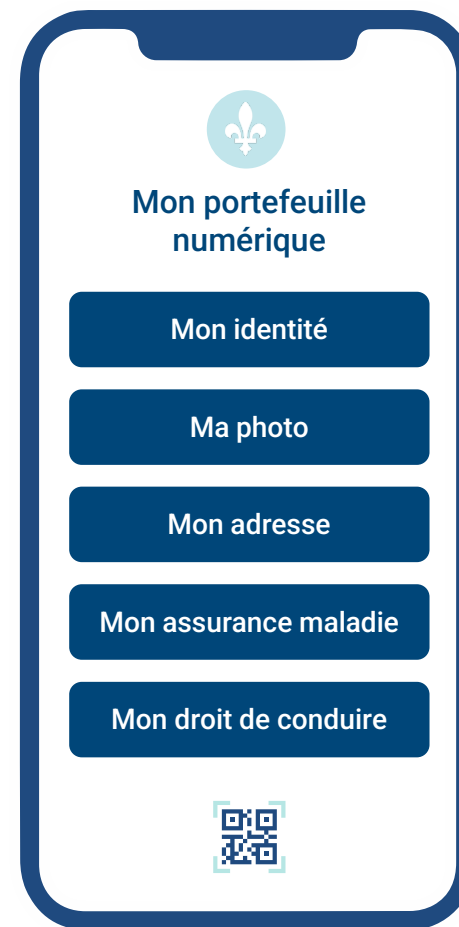 Mon portefeuille
numérique
Mon identité
Ma photo
Mon adresse
Mon assurance maladie
Mon droit de conduire